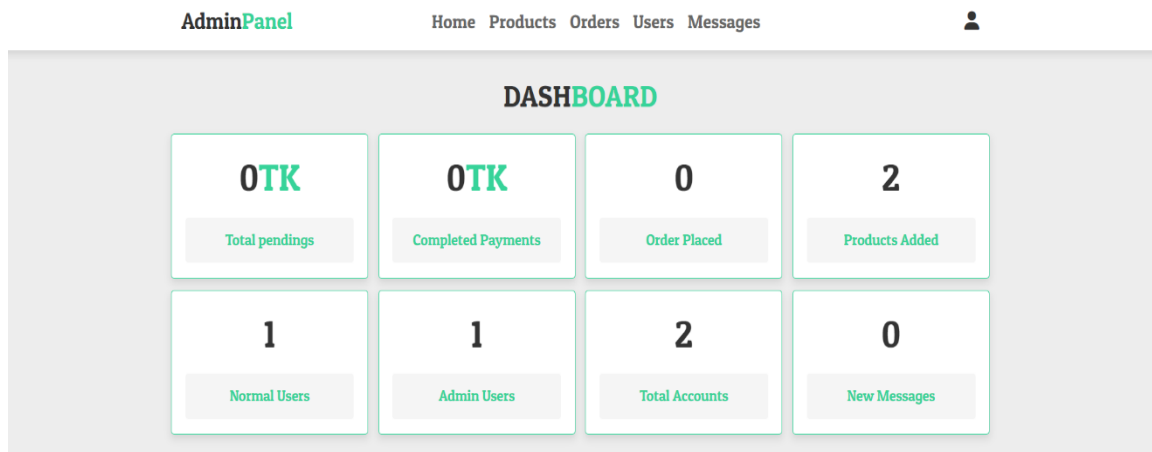 AdminPanel Home Products Orders Users Messages
DASHBOARD
0TK 0TK 0 2
Total pendings Completed Payments Order Placed Products Added
1 1 2 0
Normal Users Admin Users Total Accounts New Messages